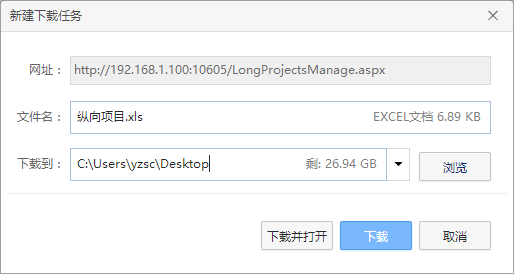 新建下载任务
网址： http://192.168.1.100:10605/LongProjectsManage.aspx
文件名： 纵向项目.xls EXCEL文档 6.89 KB
下载到： C:\Users\yzsc\Desktop 剩: 26.94 GB 浏览
下载并打开 下载 取消